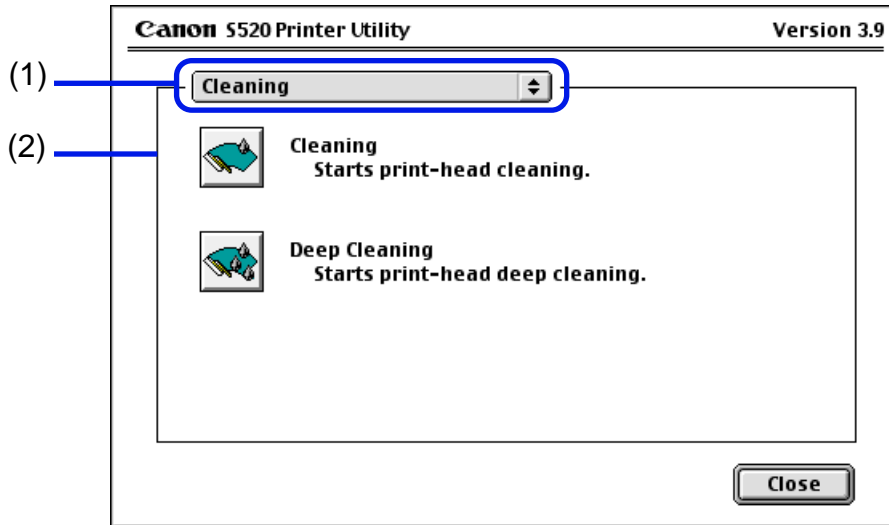 Canon S520 Printer Utility Version 3.9
(1) Cleaning
(2)
Cleaning
Starts print-head cleaning.
Deep Cleaning
Starts print-head deep cleaning.
Close